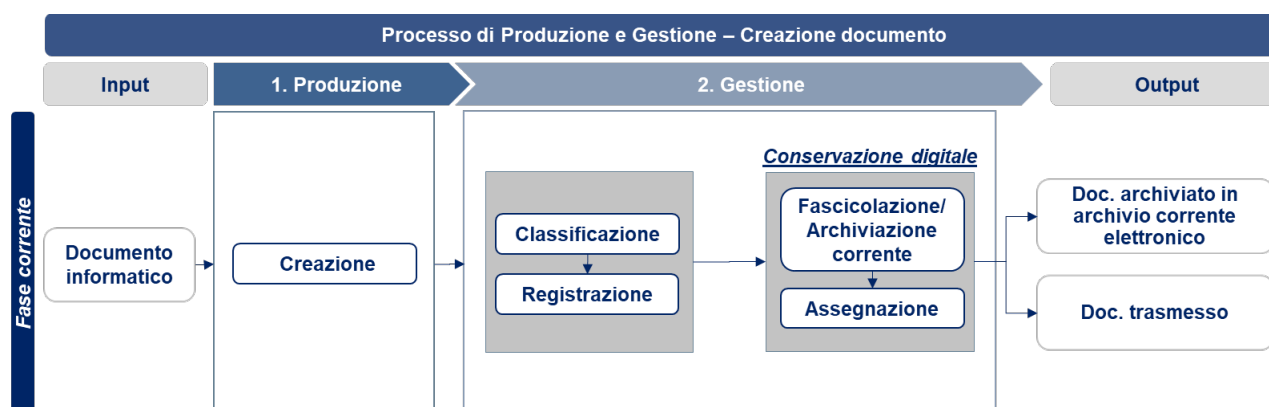 Processo di Produzione e Gestione – Creazione documento
Input
1. Produzione
2. Gestione
Output
Fase corrente
Documento
informatico
Creazione
Classificazione
Registrazione
Conservazione digitale
Fascicolazione/
Archiviazione
corrente
Assegnazione
Doc. archiviato in
archivio corrente
elettronico
Doc. trasmesso